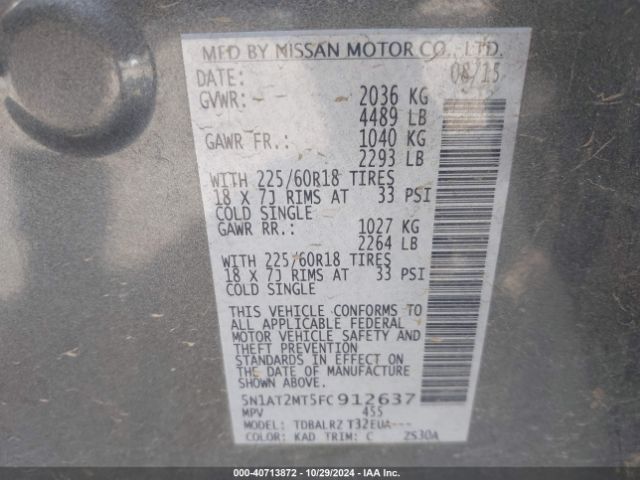 MFD BY NISSAN MOTOR CO., LTD.
DATE: 08/15
GVWR: - - 2036 KG
4489 LB
GAWR FR.: 1040 KG
2293 LB
WITH 225/60R18 TIRES
18 X 7J RIMS AT 33 PSI
COLD SINGLE
GAWR RR.: 1027 KG
2264 LB
WITH 225/60R18 TIRES
18 X 7J RIMS AT 33 PSI
COLD SINGLE
THIS VEHICLE CONFORMS TO
ALL APPLICABLE FEDERAL
MOTOR VEHICLE SAFETY AND
THEFT PREVENTION
STANDARDS IN EFFECT ON
THE DATE OF MANUFACTURE
SHOWN ABOVE.
5N1AT2MT5FC912637
MPV 455
MODEL: TDBALRZ T32EUA---
COLOR: KAD TRIM: C 2S30A
000-40713872 - 10/29/2024 - IAAI.com